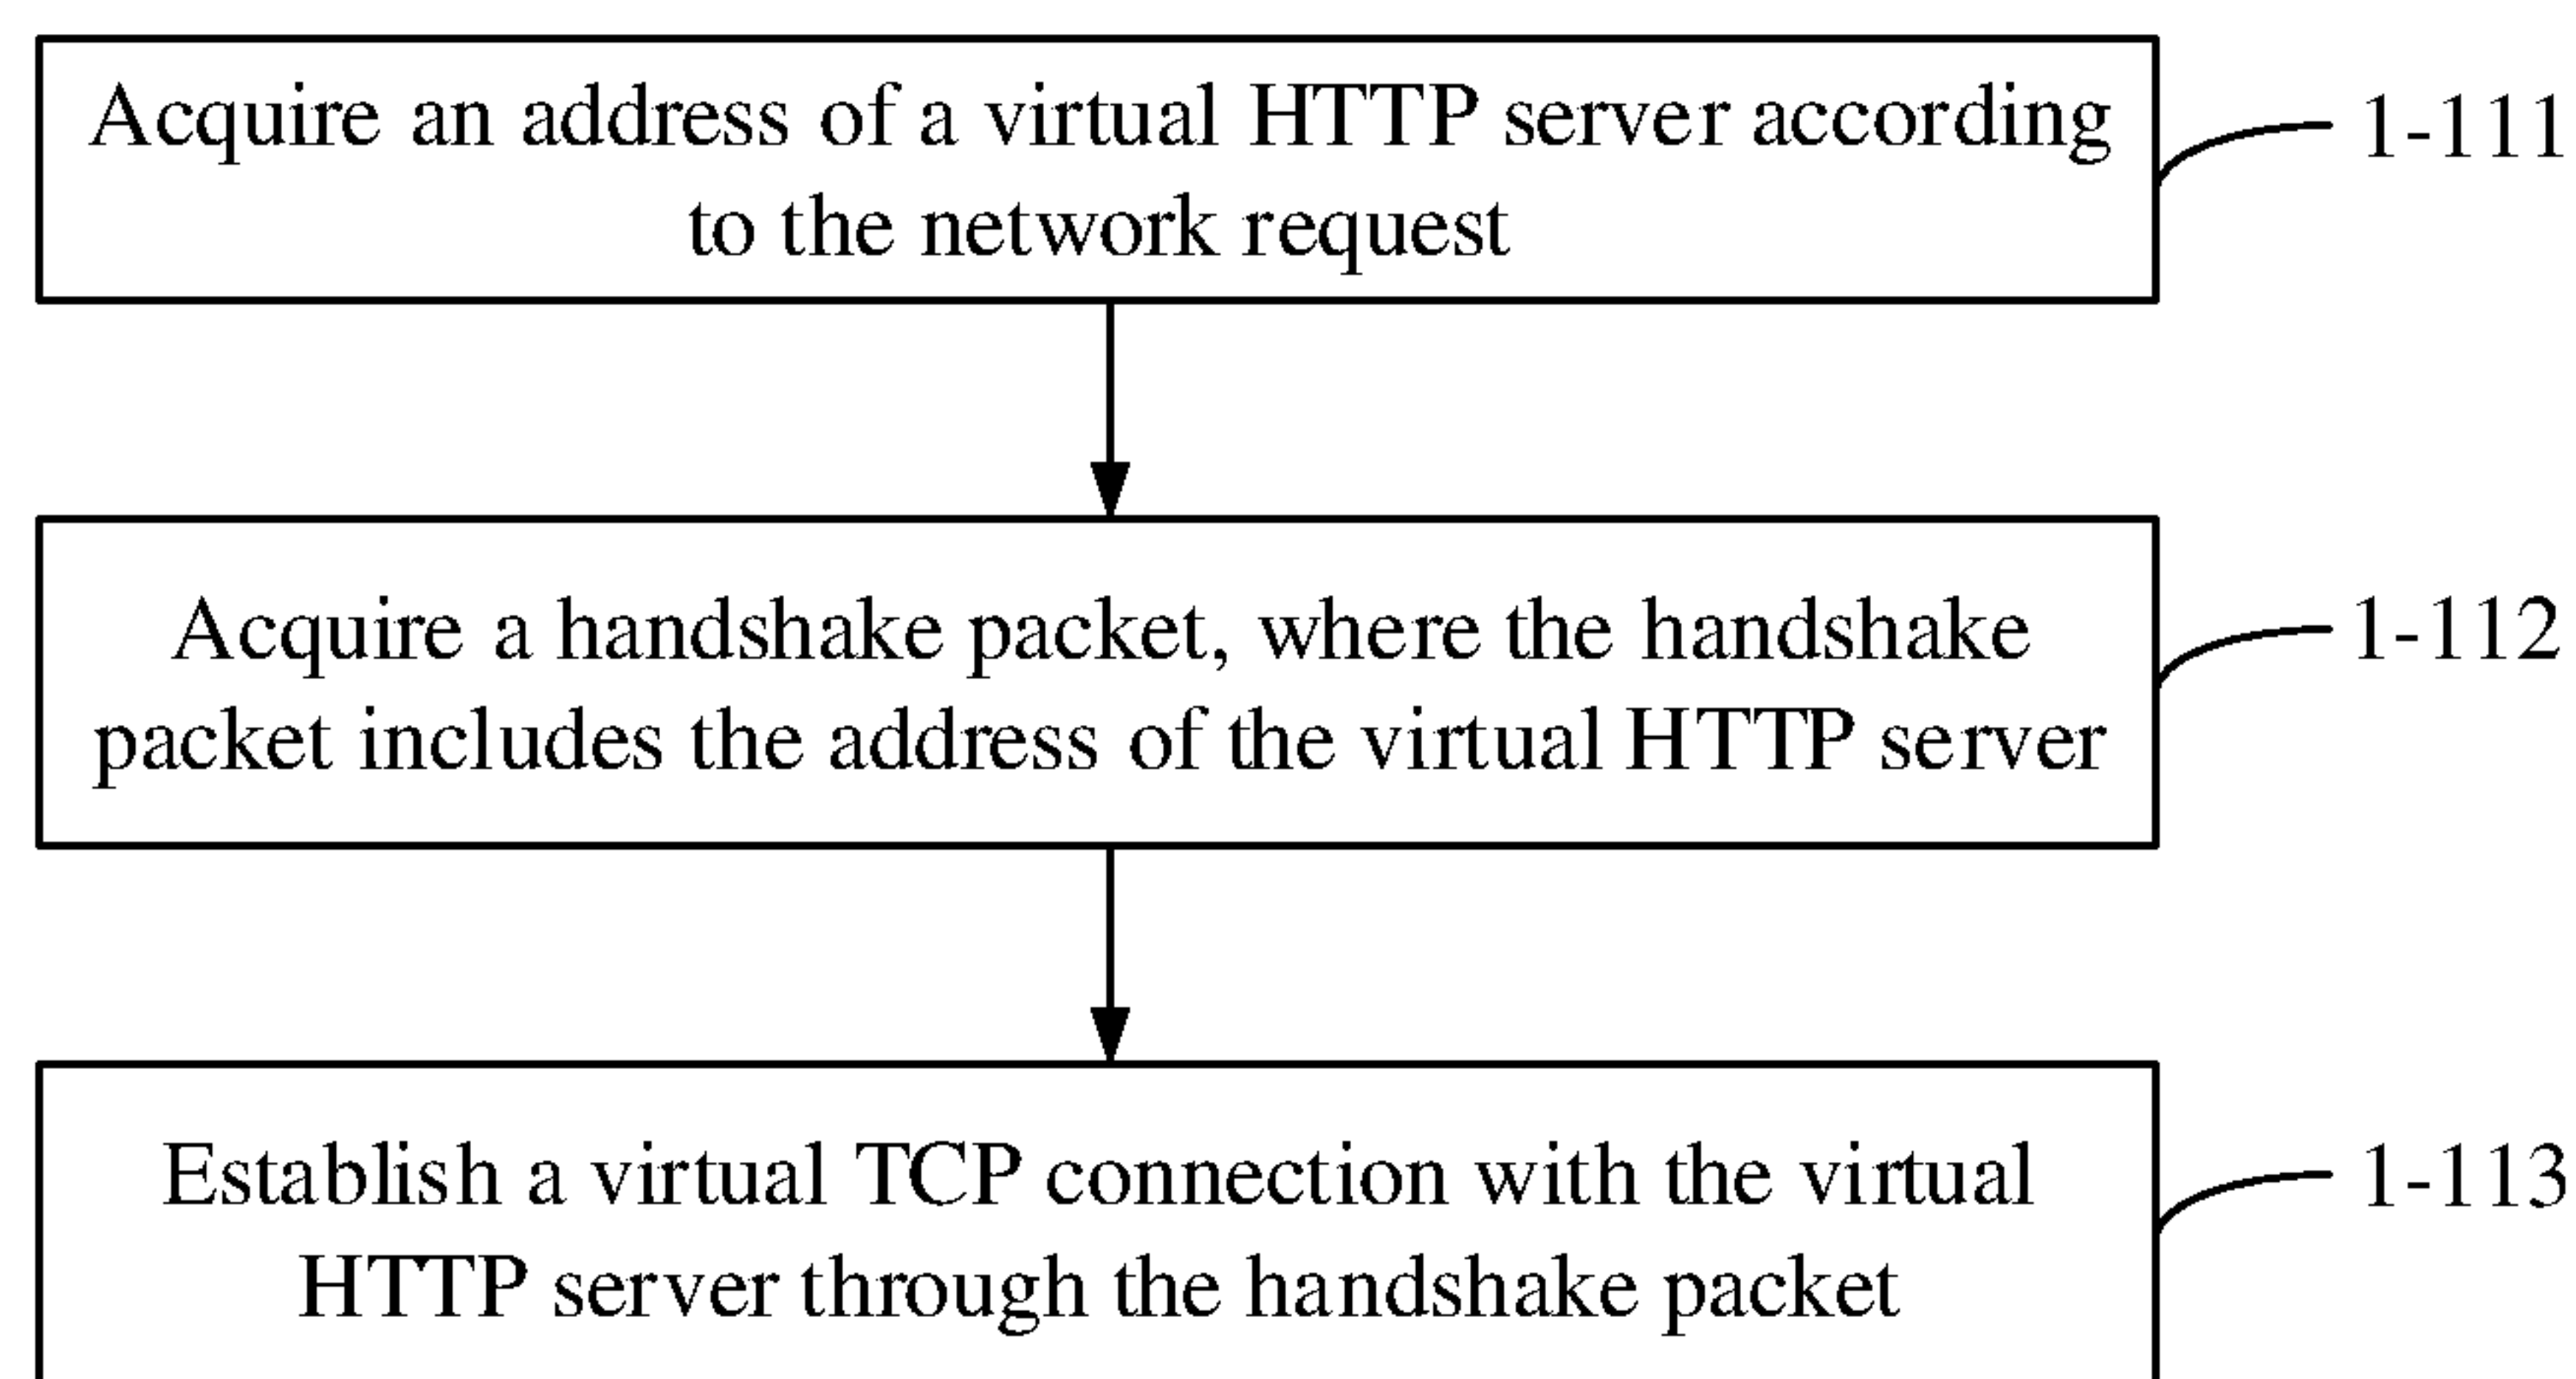 Acquire an address of a virtual HTTP server according
to the network request
1-111
Acquire a handshake packet, where the handshake
packet includes the address of the virtual HTTP server
1-112
Establish a virtual TCP connection with the virtual
HTTP server through the handshake packet
1-113